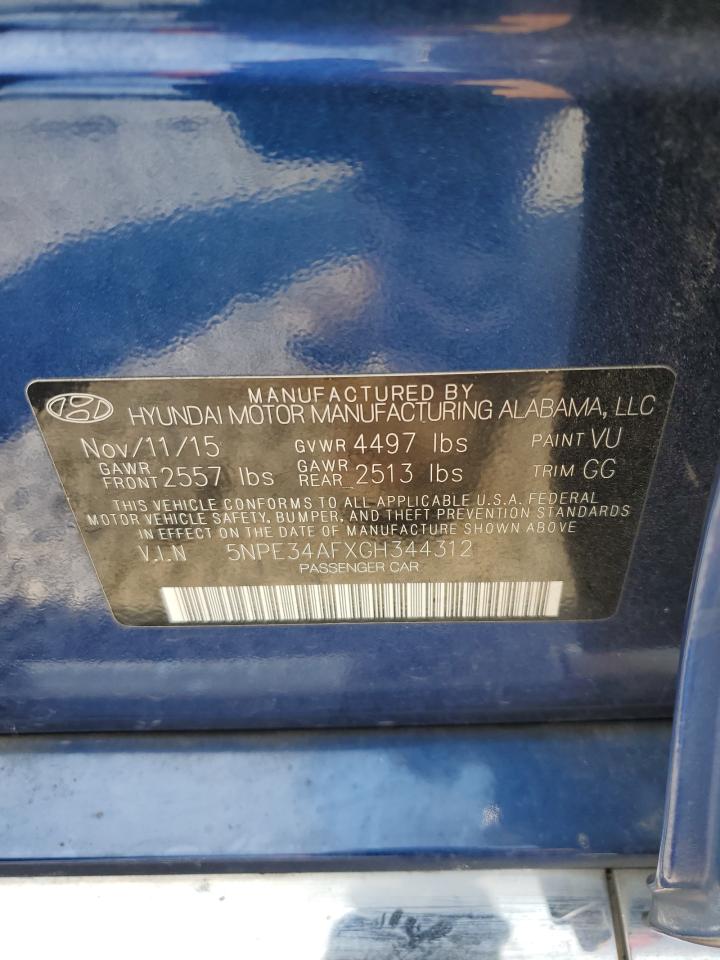 MANUFACTURED BY
HYUNDAI MOTOR MANUFACTURING ALABAMA, LLC
Nov/11/15 GVWR 4497 lbs PAINT VU
GAWR FRONT 2557 lbs GAWR REAR 2513 lbs TRIM GG
THIS VEHICLE CONFORMS TO ALL APPLICABLE U.S.A. FEDERAL
MOTOR VEHICLE SAFETY, BUMPER, AND THEFT PREVENTION STANDARDS
IN EFFECT ON THE DATE OF MANUFACTURE SHOWN ABOVE
V.I.N 5NPE34AFXGH344312
PASSENGER CAR